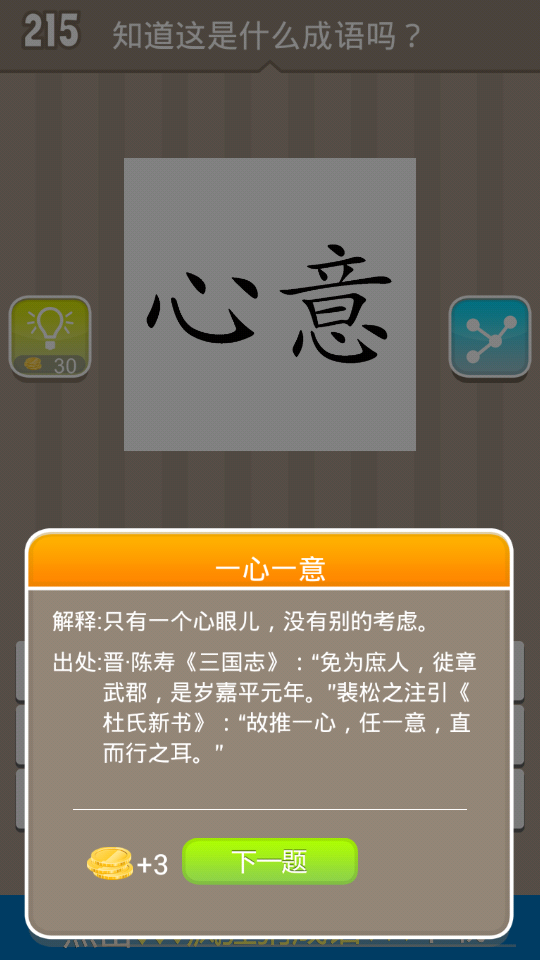 215 知道这是什么成语吗？
心意
30
一心一意
解释:只有一个心眼儿，没有别的考虑。
出处:晋·陈寿《三国志》：“免为庶人，徙章
武郡，是岁嘉平元年。”裴松之注引《
杜氏新书》：“故推一心，任一意，直
而行之耳。”
+3 下一题